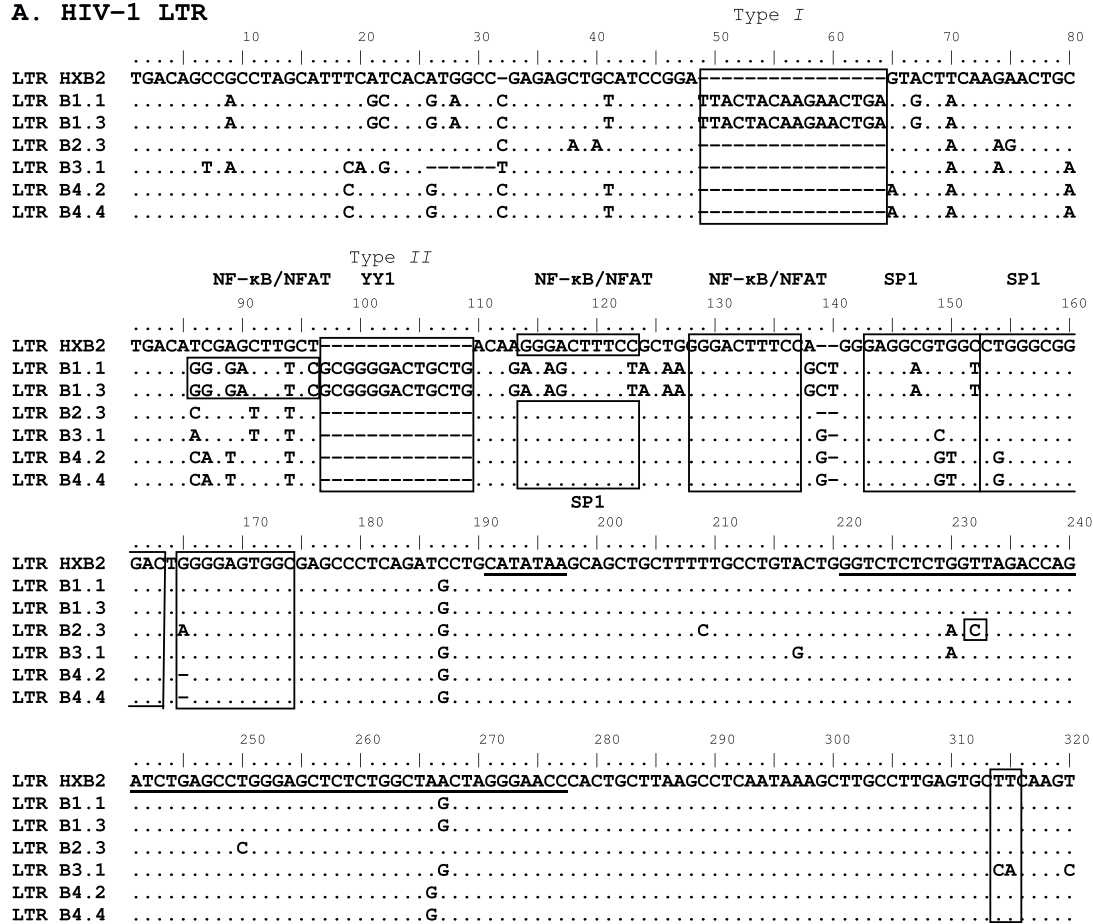 A. HIV-1 LTR
Type I
10 20 30 40 50 60 70 80
LTR HXB2 TGACAGCCGCCTAGCATTTCATCACATGGCC-GAGAGCTGCATCCGGA----------------GTACTTCAAGAACTGC
LTR B1.1 ........A...........GC...G.A...C........T.......TTACTACAAGAACTGA..G..A..........
LTR B1.3 ........A...........GC...G.A...C........T.......TTACTACAAGAACTGA..G..A..........
LTR B2.3 ...............................C.....A.A........----------------.....A...AG.....
LTR B3.1 ......T.A.........CA.G...------T................----------------.....A...A.....A
LTR B4.2 ..................C......G.....C........T.......----------------A....A.........A
LTR B4.4 ..................C......G.....C........T.......----------------A....A.........A
Type II
NF-κB/NFAT YY1 NF-κB/NFAT NF-κB/NFAT SP1 SP1
90 100 110 120 130 140 150 160
LTR HXB2 TGACATCGAGCTTGCT-------------ACAAGGGACTTTCCGCTGGGGACTTTCCA--GGGAGGCGTGGCCTGGGCGG
LTR B1.1 .....GG.GA...T.CGCGGGGACTGCTG...GA.AG.....TA.AA..........GCT......A....T........
LTR B1.3 .....GG.GA...T.CGCGGGGACTGCTG...GA.AG.....TA.AA..........GCT......A....T........
LTR B2.3 .....C....T..T..-------------.............................--....................
LTR B3.1 .....A....T..T..-------------.............................G-........C...........
LTR B4.2 .....CA.T....T..-------------.............................G-........GT...G......
LTR B4.4 .....CA.T....T..-------------.............................G-........GT...G......
SP1
170 180 190 200 210 220 230 240
LTR HXB2 GACTGGGGAGTGGCGAGCCCTCAGATCCTGCATATAAGCAGCTGCTTTTTGCCTGTACTGGGTCTCTCTGGTTAGACCAG
LTR B1.1 ..........................G.....................................................
LTR B1.3 ..........................G.....................................................
LTR B2.3 ....A.....................G.....................C....................A.C........
LTR B3.1 ..........................G.............................G............A..........
LTR B4.2 ....-.....................G.....................................................
LTR B4.4 ....-.....................G.....................................................
250 260 270 280 290 300 310 320
LTR HXB2 ATCTGAGCCTGGGAGCTCTCTGGCTAACTAGGGAACCCACTGCTTAAGCCTCAATAAAGCTTGCCTTGAGTGCTTCAAGT
LTR B1.1 ..........................G.....................................................
LTR B1.3 ..........................G.....................................................
LTR B2.3 .........C......................................................................
LTR B3.1 ..........................G..............................................CA....C
LTR B4.2 .........................G......................................................
LTR B4.4 .........................G......................................................